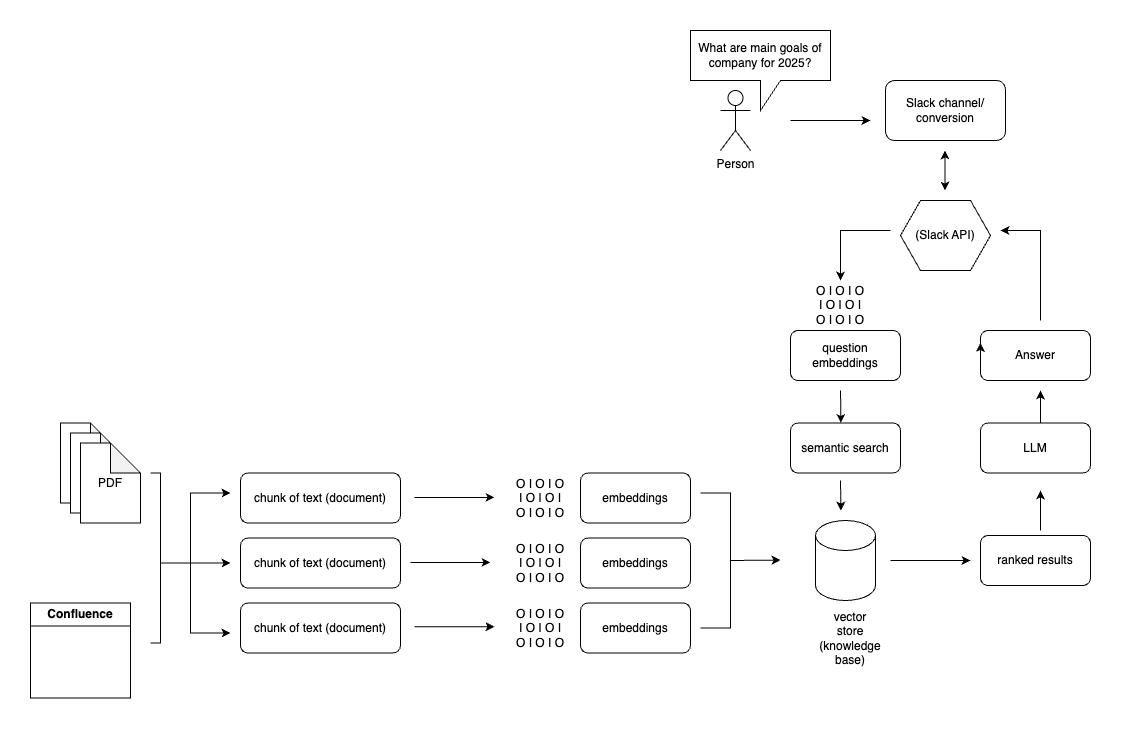 What are main goals of
company for 2025?
Slack channel/
conversion
Person
(Slack API)
O I O I O
I O I O I
O I O I O
question
embeddings
Answer
semantic search
LLM
PDF
chunk of text (document)
O I O I O
I O I O I
O I O I O
embeddings
chunk of text (document)
O I O I O
I O I O I
O I O I O
embeddings
ranked results
Confluence
chunk of text (document)
O I O I O
I O I O I
O I O I O
embeddings
vector
store
(knowledge
base)